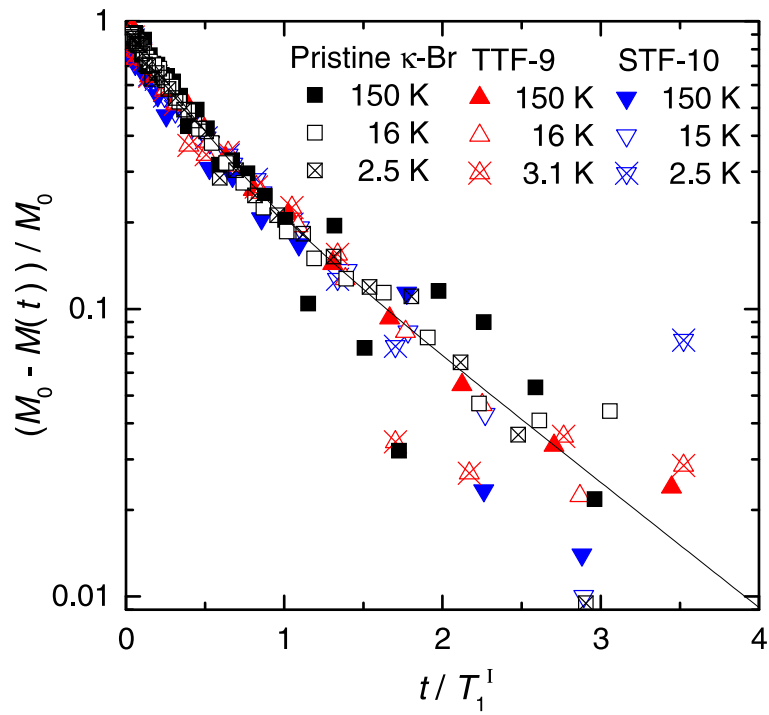 1
0.1
0.01
(M₀ - M(t)) / M₀
Pristine κ-Br TTF-9 STF-10
150 K 150 K 150 K
16 K 16 K 15 K
2.5 K 3.1 K 2.5 K
0 1 2 3 4
t / T₁ᴵ